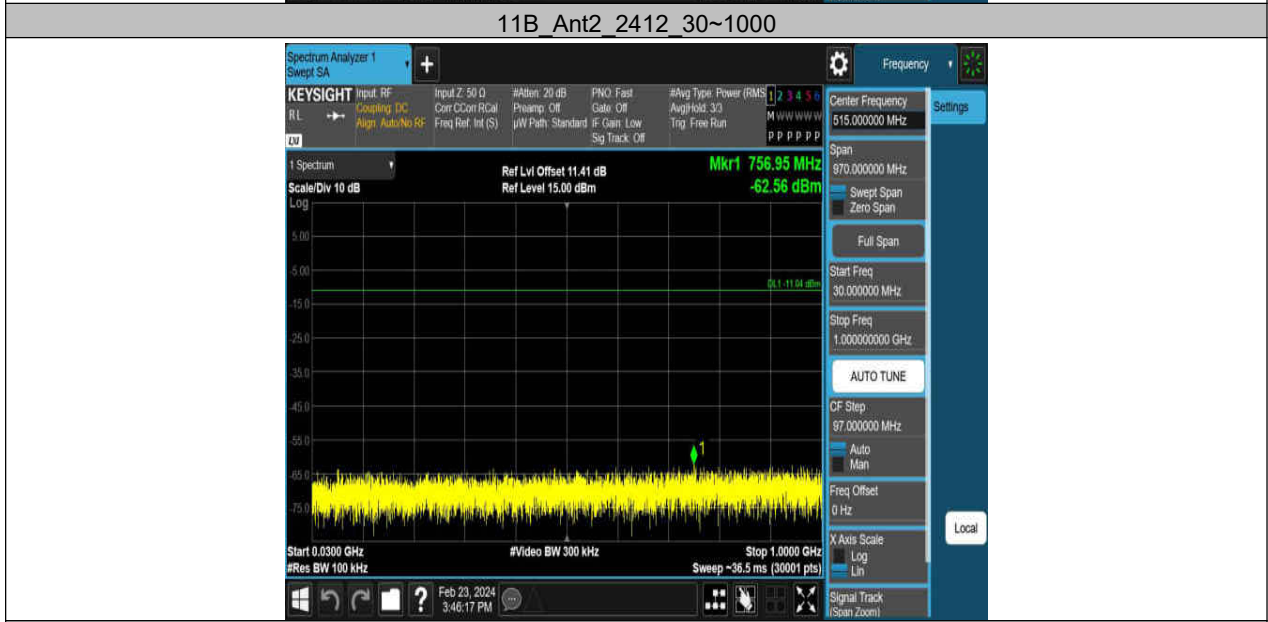 11B_Ant2_2412_30~1000
Spectrum Analyzer 1
Swept SA
+
Frequency
KEYSIGHT
RL
LXI
Input: RF
Coupling: DC
Align: Auto/No RF
Input Z: 50 Ω
Corr CCorr RCal
Freq Ref: Int (S)
#Atten: 20 dB
Preamp: Off
µW Path: Standard
PNO: Fast
Gate: Off
IF Gain: Low
Sig Track: Off
#Avg Type: Power (RMS
Avg|Hold: 3/3
Trig: Free Run
1 2 3 4 5 6
M W W W W W
P P P P P P
Center Frequency
515.000000 MHz
Settings
1 Spectrum
Scale/Div 10 dB
Log
Ref Lvl Offset 11.41 dB
Ref Level 15.00 dBm
Mkr1 756.95 MHz
-62.56 dBm
Span
970.000000 MHz
Swept Span
Zero Span
Full Span
5.00
-5.00
DL1 -11.04 dBm
-15.0
-25.0
-35.0
-45.0
-55.0
1
-65.0
-75.0
Start Freq
30.000000 MHz
Stop Freq
1.000000000 GHz
AUTO TUNE
CF Step
97.000000 MHz
Auto
Man
Freq Offset
0 Hz
X Axis Scale
Log
Lin
Local
Signal Track
(Span Zoom)
Start 0.0300 GHz
#Res BW 100 kHz
#Video BW 300 kHz
Stop 1.0000 GHz
Sweep ~36.5 ms (30001 pts)
?
Feb 23, 2024
3:46:17 PM